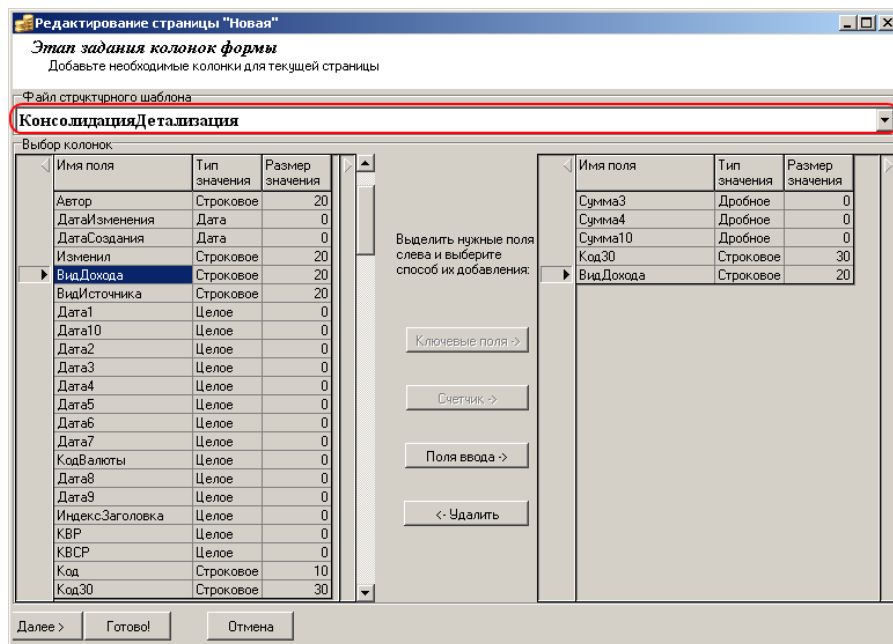 Редактирование страницы "Новая"
Этап задания колонок формы
Добавьте необходимые колонки для текущей страницы
Файл структурного шаблона
КонсолидацияДетализация
Выбор колонок
Имя поля Тип значения Размер значения
Автор Строковое 20
ДатаИзменения Дата 0
ДатаСоздания Дата 0
Изменил Строковое 20
ВидДохода Строковое 20
ВидИсточника Строковое 20
Дата1 Целое 0
Дата10 Целое 0
Дата2 Целое 0
Дата3 Целое 0
Дата4 Целое 0
Дата5 Целое 0
Дата6 Целое 0
Дата7 Целое 0
КодВалюты Целое 0
Дата8 Целое 0
Дата9 Целое 0
ИндексЗаголовка Целое 0
КВР Целое 0
КВСР Целое 0
Код Строковое 10
Код30 Строковое 30
Выделить нужные поля
слева и выберите
способ их добавления:
Ключевые поля ->
Счетчик ->
Поля ввода ->
<- Удалить
Имя поля Тип значения Размер значения
Сумма3 Дробное 0
Сумма4 Дробное 0
Сумма10 Дробное 0
Код30 Строковое 30
ВидДохода Строковое 20
Далее > Готово! Отмена